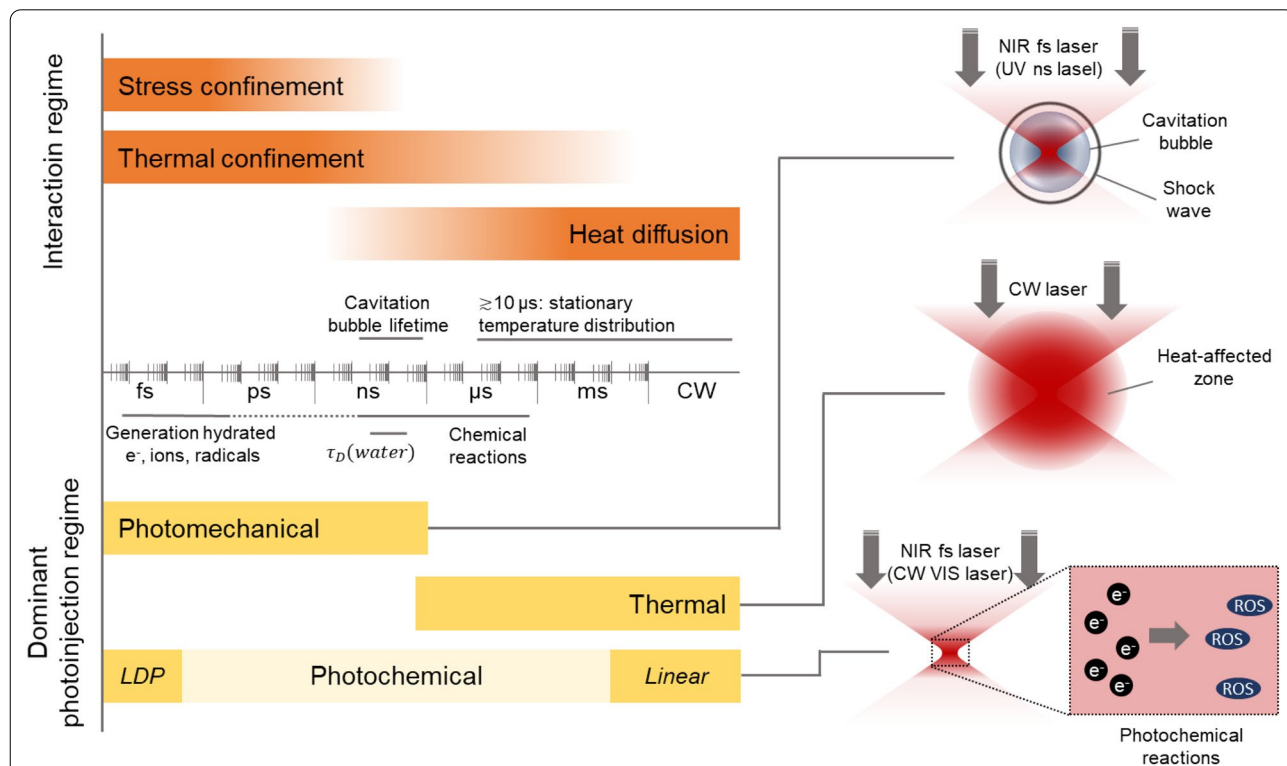 Interactioin regime
Stress confinement
Thermal confinement
Heat diffusion
Cavitation
bubble lifetime
≳10 µs: stationary
temperature distribution
fs
ps
ns
µs
ms
CW
Generation hydrated
e⁻, ions, radicals
τ_D(water)
Chemical
reactions
Dominant
photoinjection regime
Photomechanical
Thermal
LDP
Photochemical
Linear
NIR fs laser
(UV ns lasel)
Cavitation
bubble
Shock
wave
CW laser
Heat-affected
zone
NIR fs laser
(CW VIS laser)
e⁻
e⁻
e⁻
e⁻
e⁻
ROS
ROS
ROS
Photochemical
reactions